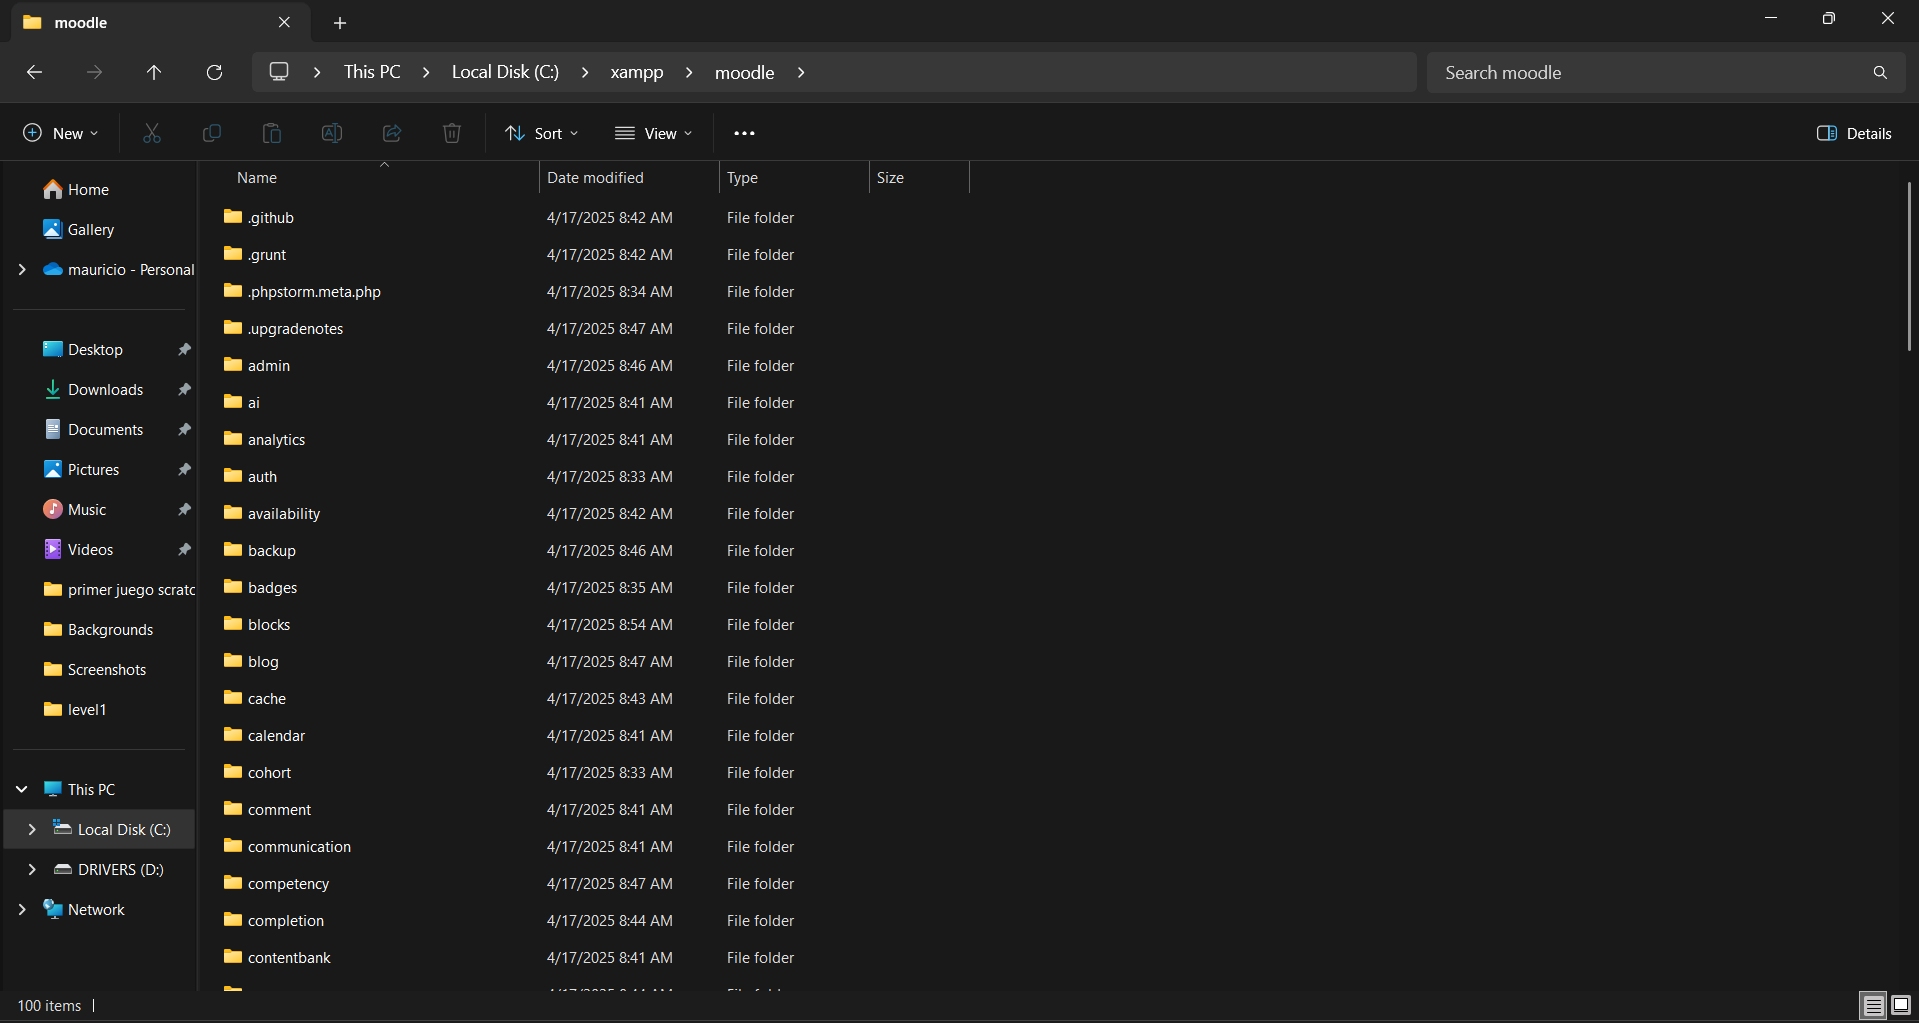 moodle
This PC > Local Disk (C:) > xampp > moodle >
Search moodle
New
Sort
View
Details
Name Date modified Type Size
Home
Gallery
mauricio - Personal
Desktop
Downloads
Documents
Pictures
Music
Videos
primer juego scratc
Backgrounds
Screenshots
level1
This PC
Local Disk (C:)
DRIVERS (D:)
Network
.github 4/17/2025 8:42 AM File folder
.grunt 4/17/2025 8:42 AM File folder
.phpstorm.meta.php 4/17/2025 8:34 AM File folder
.upgradenotes 4/17/2025 8:47 AM File folder
admin 4/17/2025 8:46 AM File folder
ai 4/17/2025 8:41 AM File folder
analytics 4/17/2025 8:41 AM File folder
auth 4/17/2025 8:33 AM File folder
availability 4/17/2025 8:42 AM File folder
backup 4/17/2025 8:46 AM File folder
badges 4/17/2025 8:35 AM File folder
blocks 4/17/2025 8:54 AM File folder
blog 4/17/2025 8:47 AM File folder
cache 4/17/2025 8:43 AM File folder
calendar 4/17/2025 8:41 AM File folder
cohort 4/17/2025 8:33 AM File folder
comment 4/17/2025 8:41 AM File folder
communication 4/17/2025 8:41 AM File folder
competency 4/17/2025 8:47 AM File folder
completion 4/17/2025 8:44 AM File folder
contentbank 4/17/2025 8:41 AM File folder
100 items